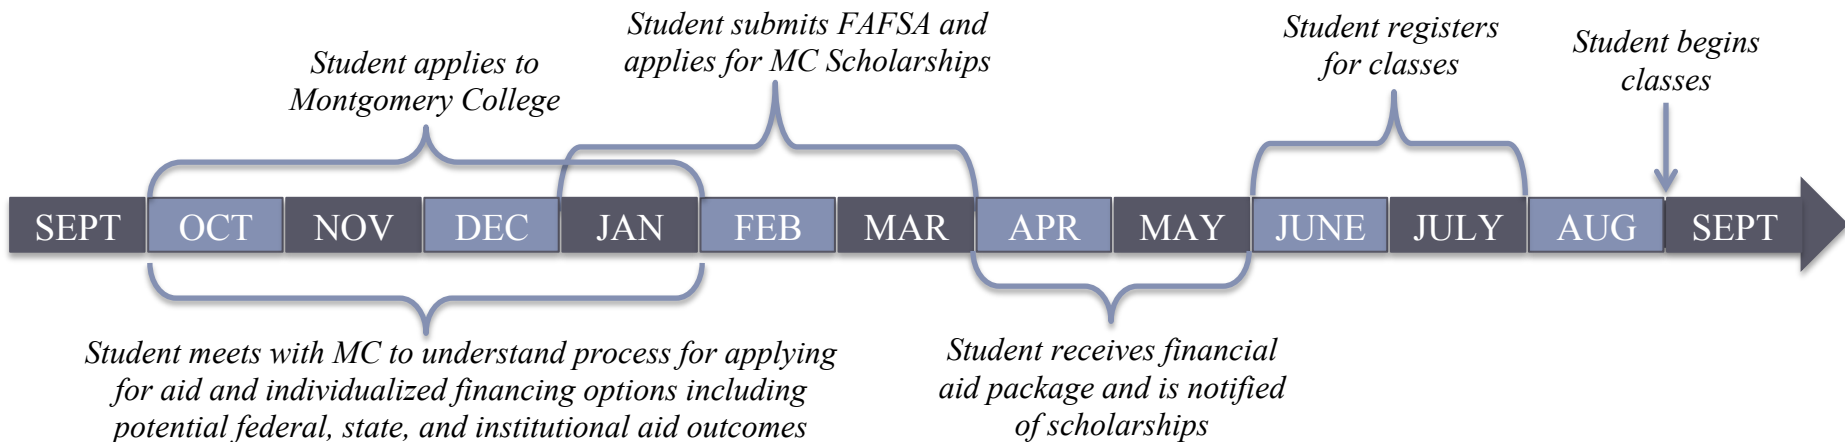 Student applies to
Montgomery College
Student submits FAFSA and
applies for MC Scholarships
Student registers
for classes
Student begins
classes
SEPT OCT NOV DEC JAN FEB MAR APR MAY JUNE JULY AUG SEPT
Student meets with MC to understand process for applying
for aid and individualized financing options including
potential federal, state, and institutional aid outcomes
Student receives financial
aid package and is notified
of scholarships